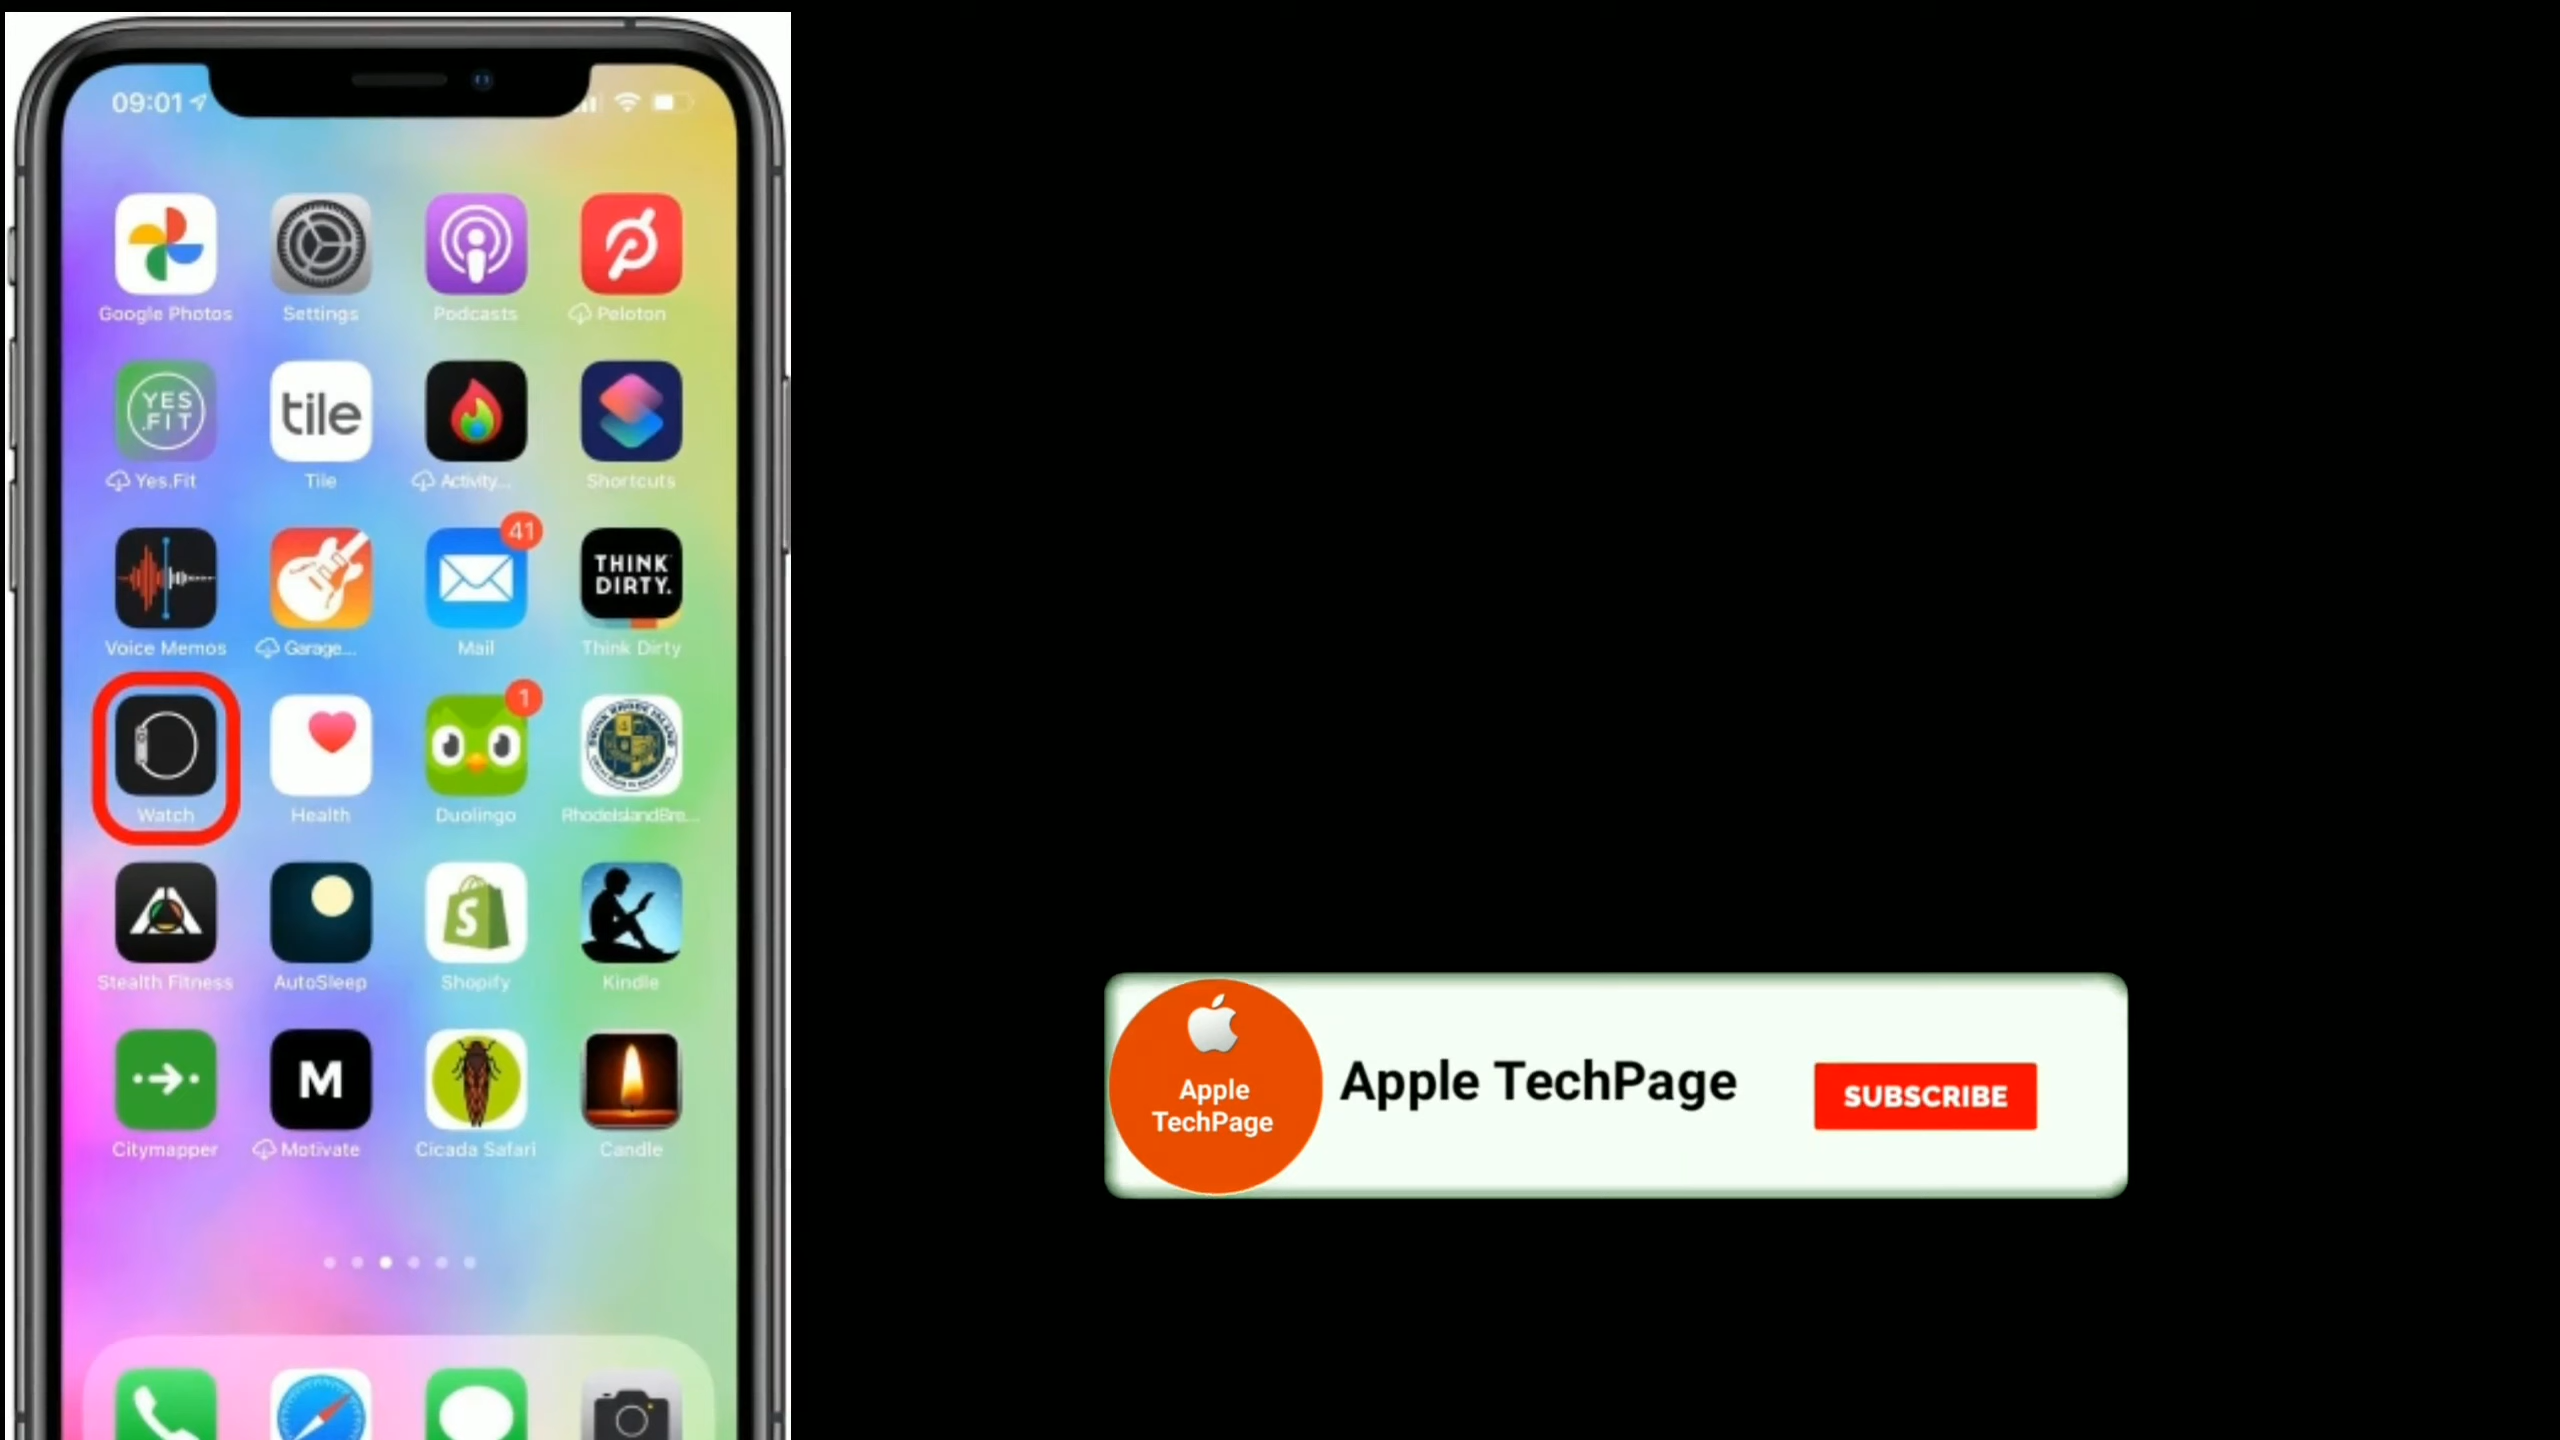 09:01
Google Photos
Settings
Podcasts
Peloton
YES
.FIT
tile
Yes.Fit
Tile
Activity...
Shortcuts
41
THINK
DIRTY.
Voice Memos
Garage...
Mail
Think Dirty
1
Watch
Health
Duolingo
RhodeIslandBre...
S
Stealth Fitness
AutoSleep
Shopify
Kindle
M
Citymapper
Motivate
Cicada Safari
Candle
Apple
TechPage
Apple TechPage
SUBSCRIBE